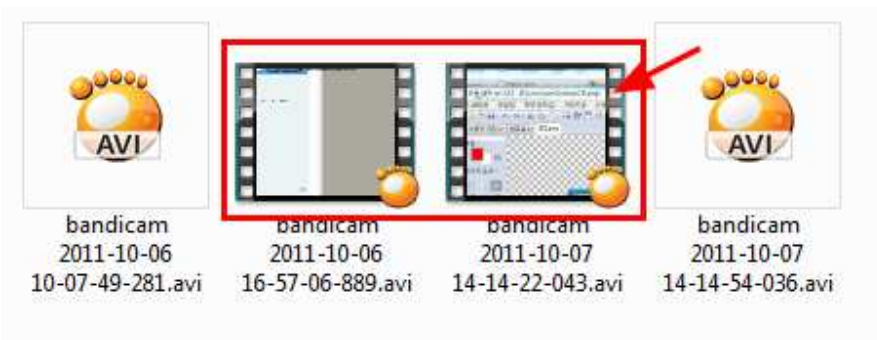 AVI
AVI
bandicam
2011-10-06
10-07-49-281.avi
bandicam
2011-10-06
16-57-06-889.avi
bandicam
2011-10-07
14-14-22-043.avi
bandicam
2011-10-07
14-14-54-036.avi